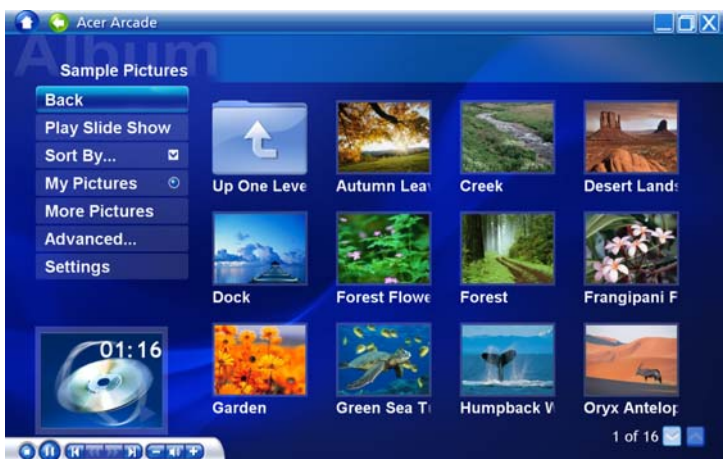 Acer Arcade
Album
Sample Pictures
Back
Play Slide Show
Sort By...
My Pictures
More Pictures
Advanced...
Settings
01:16
Up One Leve
Autumn Leav
Creek
Desert Lands
Dock
Forest Flowe
Forest
Frangipani F
Garden
Green Sea T
Humpback W
Oryx Antelop
1 of 16